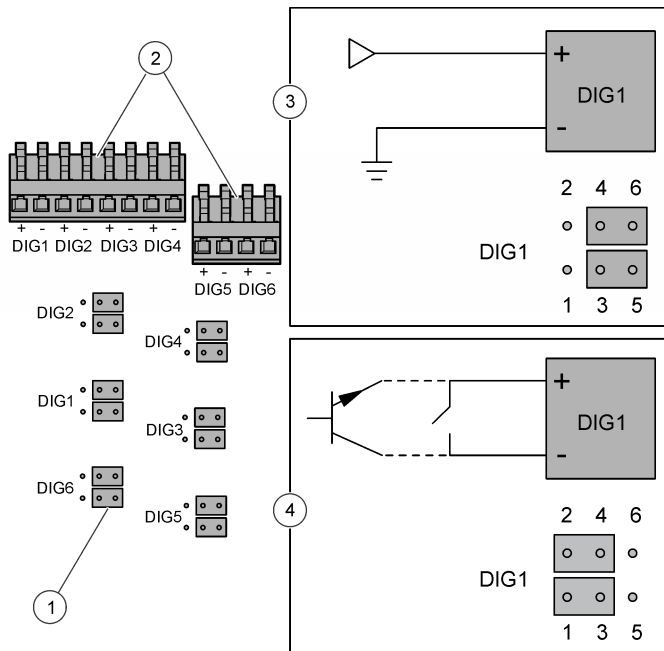 2
+ - + - + - + -
DIG1 DIG2 DIG3 DIG4
+ - + -
DIG5 DIG6
DIG2
DIG4
DIG1
DIG3
DIG6
DIG5
1
3
+
DIG1
-
2 4 6
DIG1
1 3 5
4
+
DIG1
-
2 4 6
DIG1
1 3 5